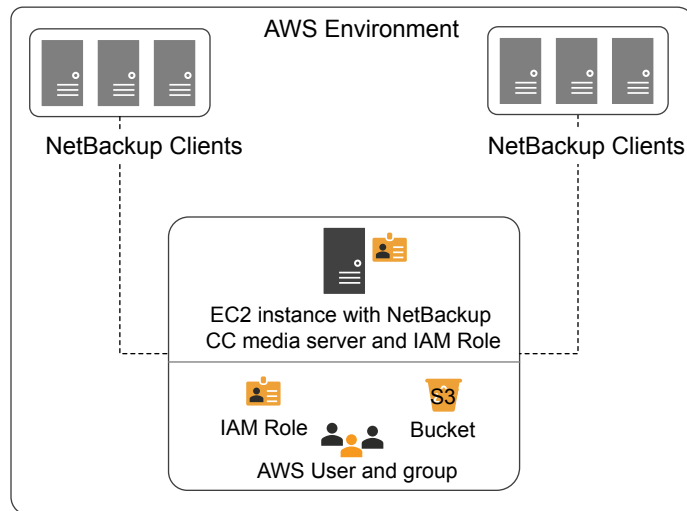 AWS Environment
NetBackup Clients
NetBackup Clients
EC2 instance with NetBackup
CC media server and IAM Role
IAM Role
S3
Bucket
AWS User and group